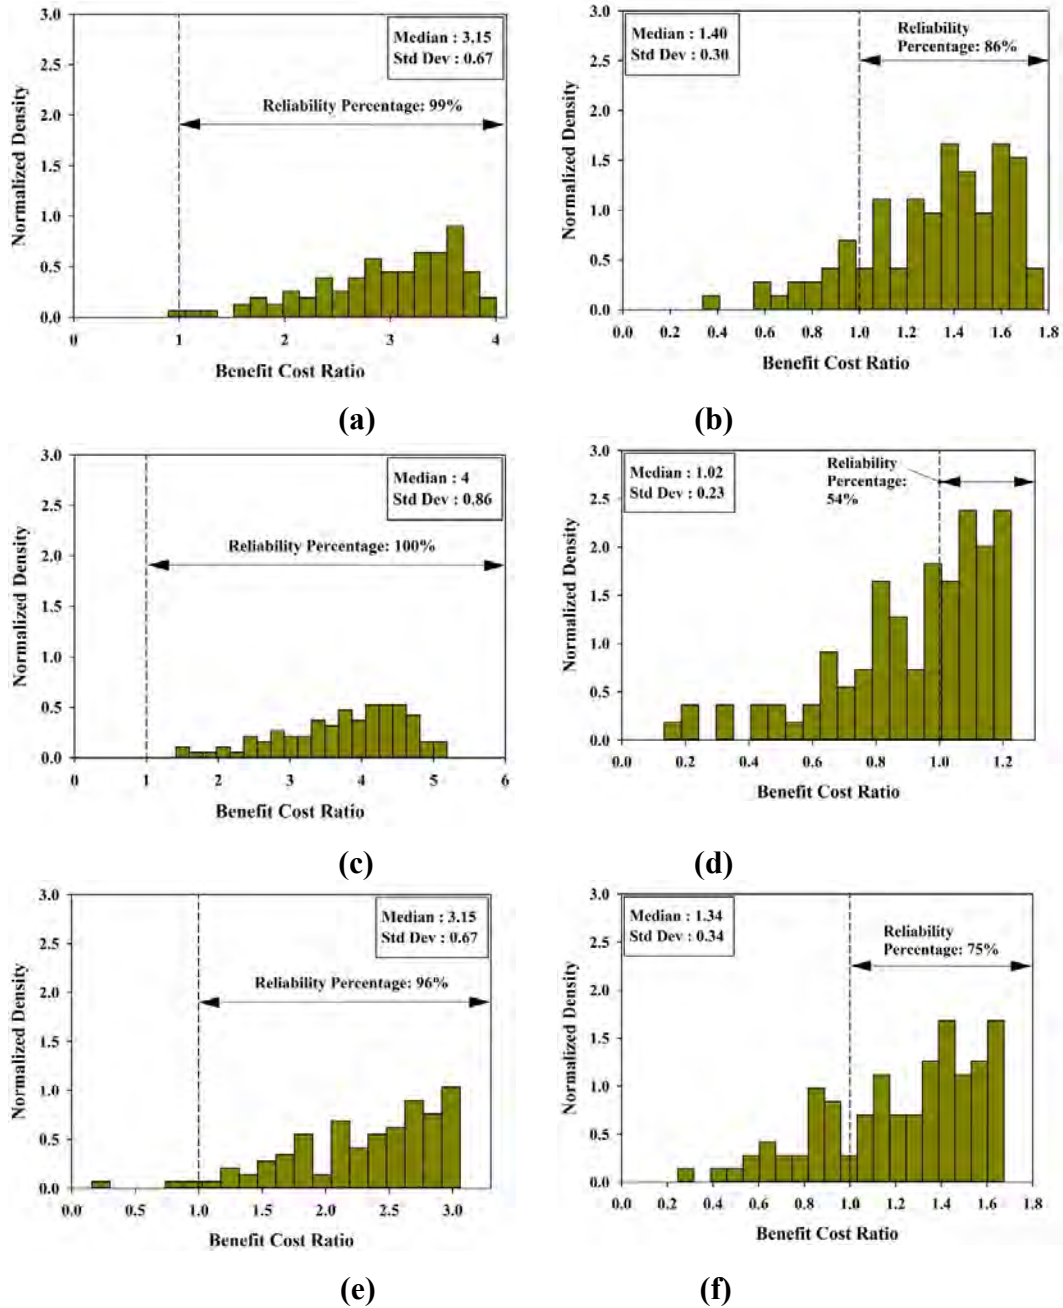 3.0
2.5
2.0
1.5
1.0
0.5
0.0
Normalized Density
Median : 3.15
Std Dev : 0.67
Reliability Percentage: 99%
0
1
2
3
4
Benefit Cost Ratio
(a)
3.0
2.5
2.0
1.5
1.0
0.5
0.0
Normalized Density
Median : 1.40
Std Dev : 0.30
Reliability
Percentage: 86%
0.0
0.2
0.4
0.6
0.8
1.0
1.2
1.4
1.6
1.8
Benefit Cost Ratio
(b)
3.0
2.5
2.0
1.5
1.0
0.5
0.0
Normalized Density
Median : 4
Std Dev : 0.86
Reliability Percentage: 100%
0
1
2
3
4
5
6
Benefit Cost Ratio
(c)
3.0
2.5
2.0
1.5
1.0
0.5
0.0
Normalized Density
Median : 1.02
Std Dev : 0.23
Reliability
Percentage:
54%
0.0
0.2
0.4
0.6
0.8
1.0
1.2
Benefit Cost Ratio
(d)
3.0
2.5
2.0
1.5
1.0
0.5
0.0
Normalized Density
Median : 3.15
Std Dev : 0.67
Reliability Percentage: 96%
0.0
0.5
1.0
1.5
2.0
2.5
3.0
Benefit Cost Ratio
(e)
3.0
2.5
2.0
1.5
1.0
0.5
0.0
Normalized Density
Median : 1.34
Std Dev : 0.34
Reliability
Percentage: 75%
0.0
0.2
0.4
0.6
0.8
1.0
1.2
1.4
1.6
1.8
Benefit Cost Ratio
(f)